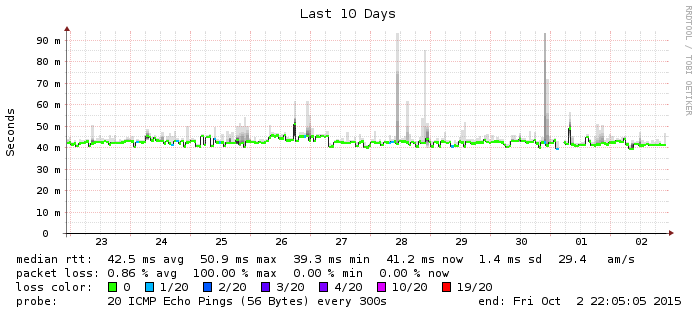 Last 10 Days
RRDTOOL / TOBI OETIKER
Seconds
90 m
80 m
70 m
60 m
50 m
40 m
30 m
20 m
10 m
0
23 24 25 26 27 28 29 30 01 02
median rtt: 42.5 ms avg 50.9 ms max 39.3 ms min 41.2 ms now 1.4 ms sd 29.4 am/s
packet loss: 0.86 % avg 100.00 % max 0.00 % min 0.00 % now
loss color: 0 1/20 2/20 3/20 4/20 10/20 19/20
probe: 20 ICMP Echo Pings (56 Bytes) every 300s end: Fri Oct 2 22:05:05 2015